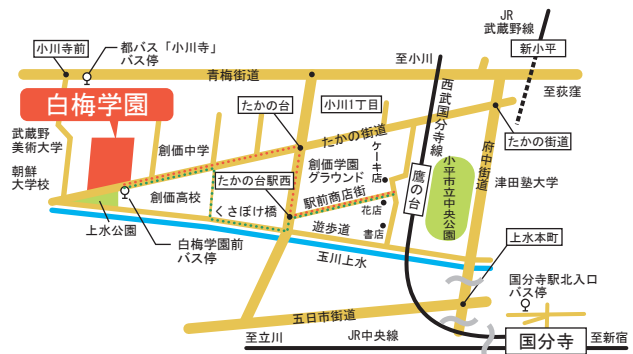 JR
武蔵野線
小川寺前
都バス「小川寺」
バス停
新小平
至小川
青梅街道
至荻窪
白梅学園
たかの台
小川1丁目
西武国分寺線
武蔵野
美術大学
たかの街道
たかの街道
創価中学
創価学園
グラウンド
ケーキ店
府中街道
朝鮮
大学校
たかの台駅西
鷹の台
小平市立中央公園
津田塾大学
創価高校
駅前商店街
くさぼけ橋
花店
上水公園
遊歩道
書店
白梅学園前
バス停
玉川上水
上水本町
国分寺駅北入口
バス停
五日市街道
至立川
JR中央線
国分寺
至新宿